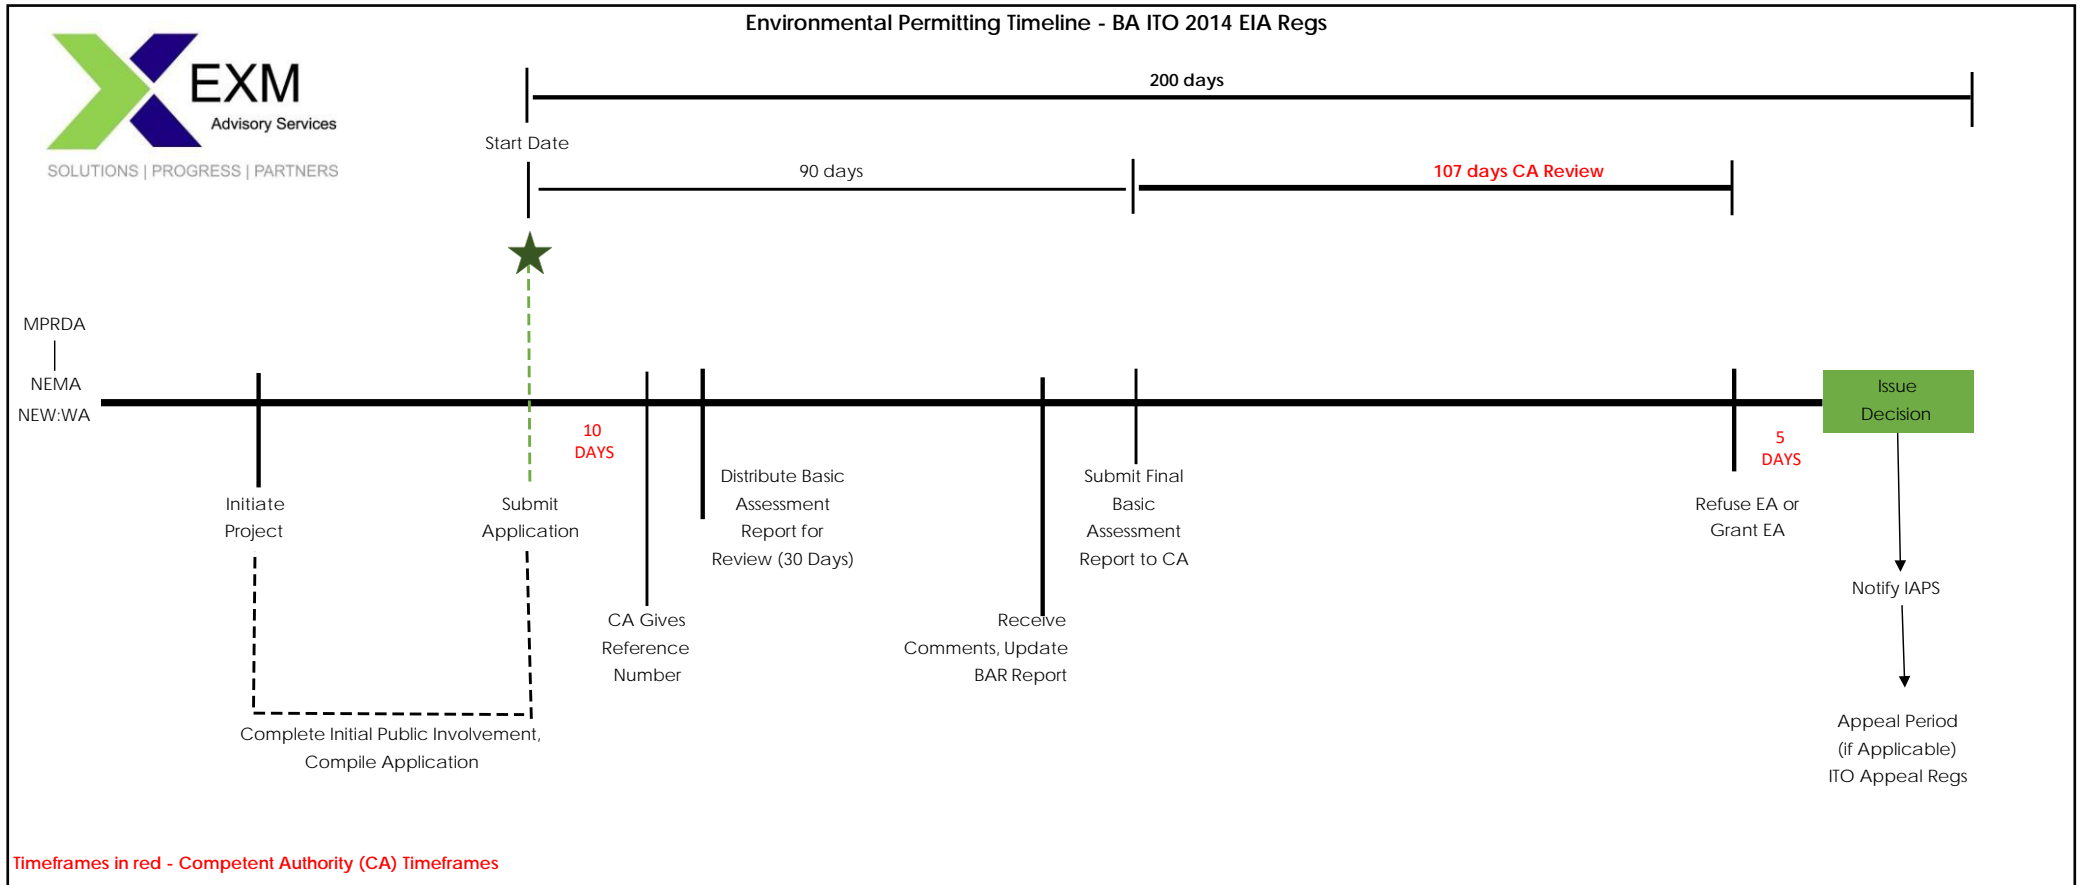 Environmental Permitting Timeline - BA ITO 2014 EIA Regs
EXM
Advisory Services
SOLUTIONS | PROGRESS | PARTNERS
200 days
Start Date
90 days
107 days CA Review
MPRDA
NEMA
NEW:WA
10
DAYS
5
DAYS
Issue
Decision
Initiate
Project
Submit
Application
Distribute Basic
Assessment
Report for
Review (30 Days)
Submit Final
Basic
Assessment
Report to CA
Refuse EA or
Grant EA
CA Gives
Reference
Number
Receive
Comments, Update
BAR Report
Notify IAPS
Complete Initial Public Involvement,
Compile Application
Appeal Period
(if Applicable)
ITO Appeal Regs
Timeframes in red - Competent Authority (CA) Timeframes